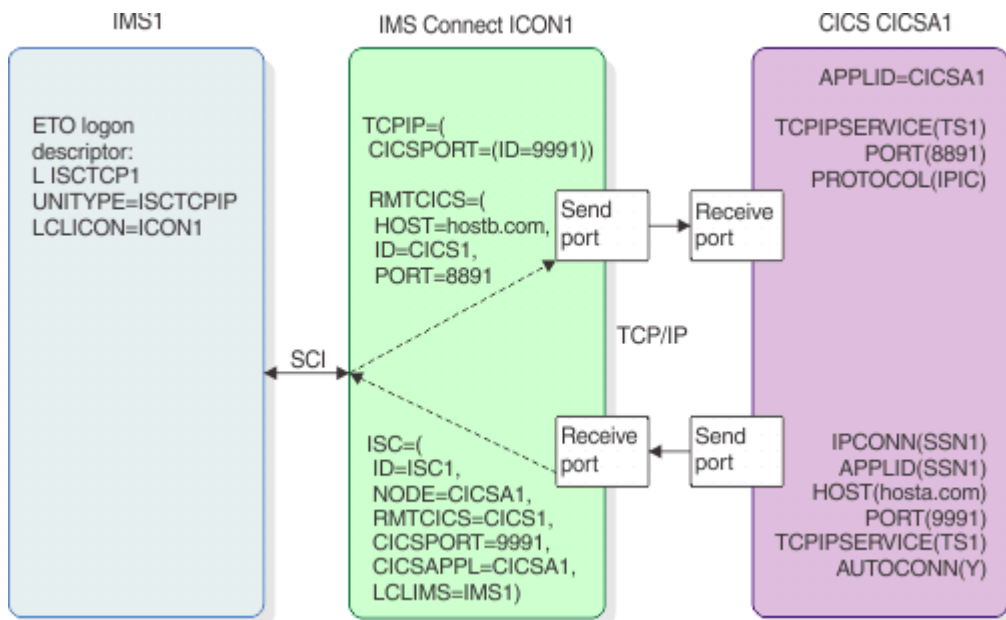 IMS1
ETO logon
descriptor:
L ISCTCP1
UNITYPE=ISCTCPIP
LCLICON=ICON1
SCI
IMS Connect ICON1
TCPIP=(
CICSPORT=(ID=9991))
RMTCICS=(
HOST=hostb.com,
ID=CICS1,
PORT=8891
Send
port
Receive
port
TCP/IP
ISC=(
ID=ISC1,
NODE=CICSA1,
RMTCICS=CICS1,
CICSPORT=9991,
CICSAPPL=CICSA1,
LCLIMS=IMS1)
Receive
port
Send
port
CICS CICSA1
APPLID=CICSA1
TCPIPSERVICE(TS1)
PORT(8891)
PROTOCOL(IPIC)
IPCONN(SSN1)
APPLID(SSN1)
HOST(hosta.com)
PORT(9991)
TCPIPSERVICE(TS1)
AUTOCONN(Y)